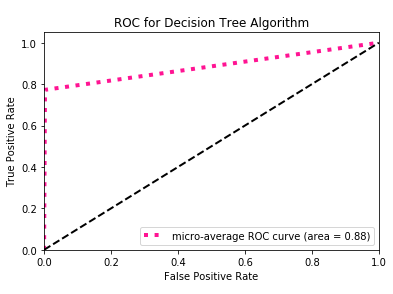 ROC for Decision Tree Algorithm
1.0
0.8
0.6
0.4
0.2
0.0
True Positive Rate
micro-average ROC curve (area = 0.88)
0.0 0.2 0.4 0.6 0.8 1.0
False Positive Rate